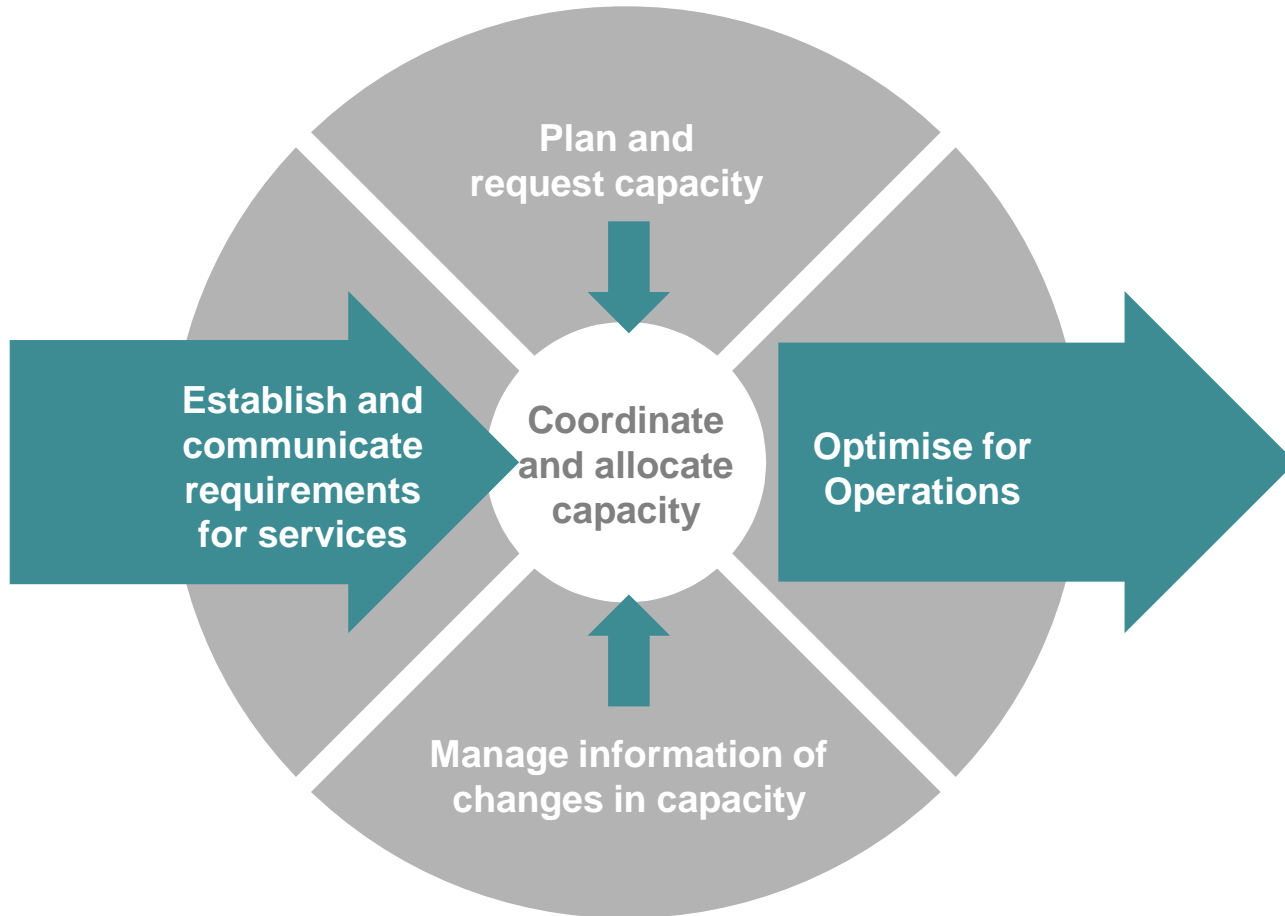 Plan and
request capacity
Establish and
communicate
requirements
for services
Coordinate
and allocate
capacity
Optimise for
Operations
Manage information of
changes in capacity